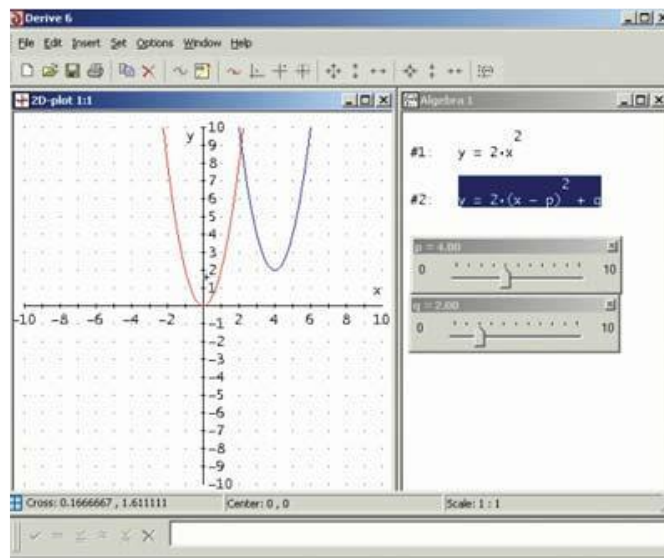 Derive 6
File Edit Insert Set Options Window Help
2D-plot 1:1
Algebra 1
y
10
9
8
7
6
5
4
3
2
1
x
-10 -8 -6 -4 -2 2 4 6 8 10
-1
-2
-3
-4
-5
-6
-7
-8
-9
-10
#1: y = 2·x²
#2: y = 2·(x - p)² + q
p = 4.00
0 10
q = 2.00
0 10
Cross: 0.1666667 , 1.611111 Center: 0 , 0 Scale: 1 : 1